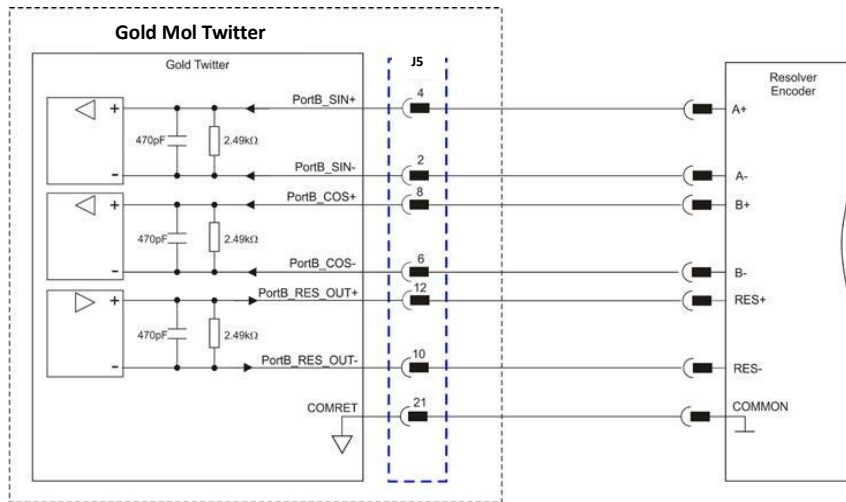 Gold Mol Twitter
Gold Twitter
J5
Resolver
Encoder
PortB_SIN+
4
A+
+
-
470pF
2.49kΩ
PortB_SIN-
2
A-
PortB_COS+
8
B+
+
-
470pF
2.49kΩ
PortB_COS-
6
B-
PortB_RES_OUT+
12
RES+
+
-
470pF
2.49kΩ
PortB_RES_OUT-
10
RES-
COMRET
21
COMMON